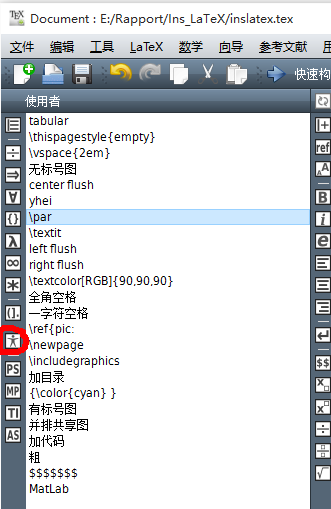 TEX Document : E:/Rapport/Ins_LaTeX/inslatex.tex
文件 编辑 工具 LaTeX 数学 向导 参考文献 用
快速构
使用者
tabular
\thispagestyle{empty}
\vspace{2em}
无标号图
center flush
yhei
\par
\textit
left flush
right flush
\textcolor[RGB]{90,90,90}
全角空格
一字符空格
\ref{pic:
\newpage
\includegraphics
加目录
{\color{cyan} }
有标号图
并排共享图
加代码
粗
$$$$$$$
MatLab
÷
⇒
∀
{}
λ
∞
*
(].
PS
MP
TI
AS
ref
B
i
e
$$